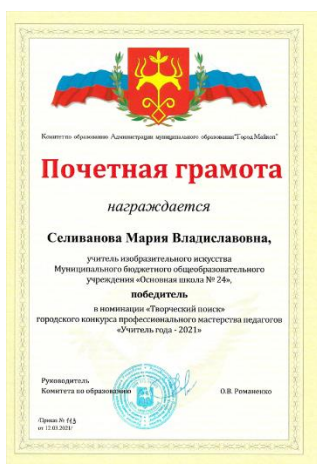 Комитет по образованию Администрации муниципального образования "Город Майкоп"
Почетная грамота
награждается
Селиванова Мария Владиславовна,
учитель изобразительного искусства
Муниципального бюджетного общеобразовательного
учреждения «Основная школа № 24»,
победитель
в номинации «Творческий поиск»
городского конкурса профессионального мастерства педагогов
«Учитель года - 2021»
Руководитель
Комитета по образованию О.В. Романенко
/Приказ №
от 12.03.2021/